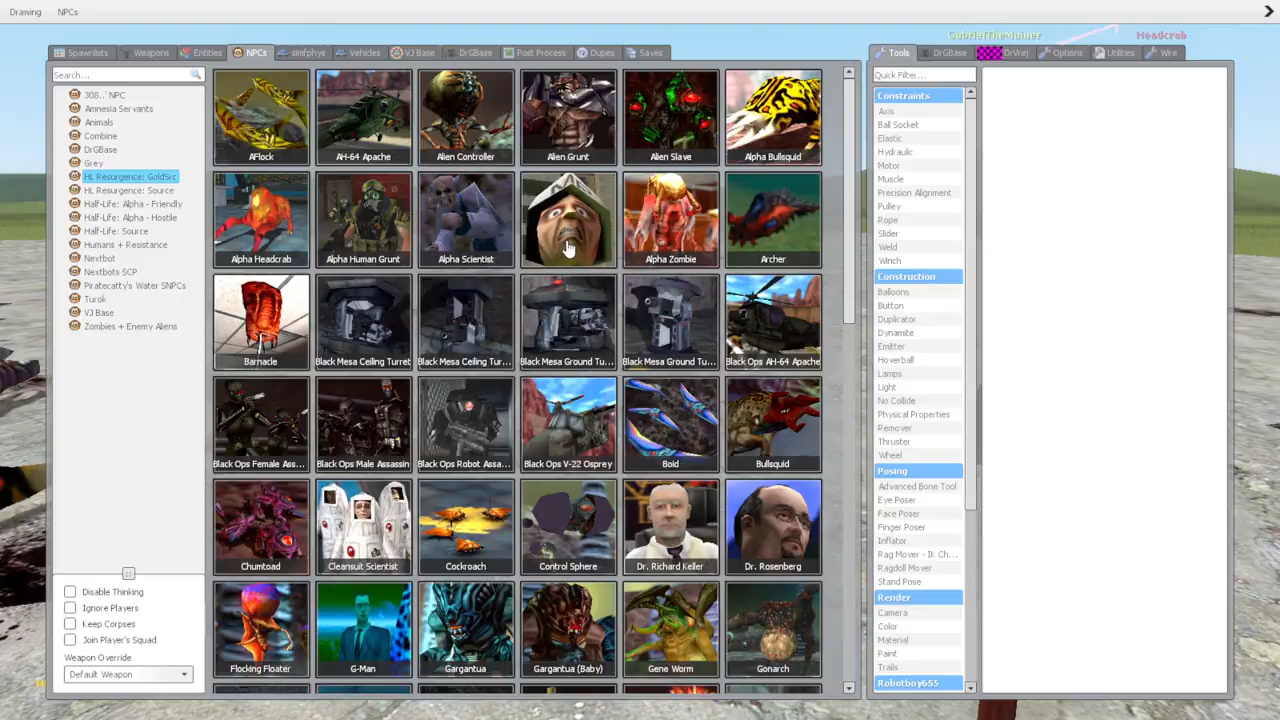 Drawing NPCs
GabrielTheMainer Headcrab
Spawnlists Weapons Entities NPCs simfphys Vehicles VJ Base DrGBase Post Process Dupes Saves
Tools DrGBase DrVrej Options Utilities Wire
Search...
308..' NPC
Amnesia Servants
Animals
Combine
DrGBase
Grey
HL Resurgence: GoldSrc
HL Resurgence: Source
Half-Life: Alpha - Friendly
Half-Life: Alpha - Hostile
Half-Life: Source
Humans + Resistance
Nextbot
Nextbots SCP
Piratecatty's Water SNPCs
Turok
VJ Base
Zombies + Enemy Aliens
Disable Thinking
Ignore Players
Keep Corpses
Join Player's Squad
Weapon Override
Default Weapon
AFlock AH-64 Apache Alien Controller Alien Grunt Alien Slave Alpha Bullsquid
Alpha Headcrab Alpha Human Grunt Alpha Scientist Alpha Zombie Archer
Barnacle Black Mesa Ceiling Turret Black Mesa Ceiling Tur... Black Mesa Ground Tu... Black Mesa Ground Tu... Black Ops AH-64 Apache
Black Ops Female Ass... Black Ops Male Assassin Black Ops Robot Assa... Black Ops V-22 Osprey Boid Bullsquid
Chumtoad Cleansuit Scientist Cockroach Control Sphere Dr. Richard Keller Dr. Rosenberg
Flocking Floater G-Man Gargantua Gargantua (Baby) Gene Worm Gonarch
Quick Filter...
Constraints
Axis
Ball Socket
Elastic
Hydraulic
Motor
Muscle
Precision Alignment
Pulley
Rope
Slider
Weld
Winch
Construction
Balloons
Button
Duplicator
Dynamite
Emitter
Hoverball
Lamps
Light
No Collide
Physical Properties
Remover
Thruster
Wheel
Posing
Advanced Bone Tool
Eye Poser
Face Poser
Finger Poser
Inflator
Rag Mover - IK Ch...
Ragdoll Mover
Stand Pose
Render
Camera
Color
Material
Paint
Trails
Robotboy655